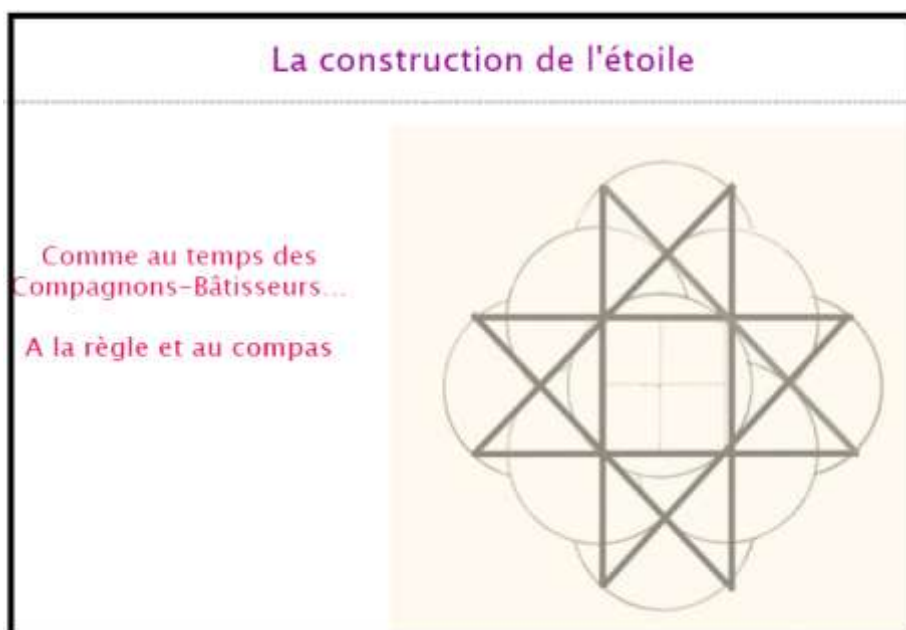 La construction de l'étoile
Comme au temps des
Compagnons-Bâtisseurs...
A la règle et au compas